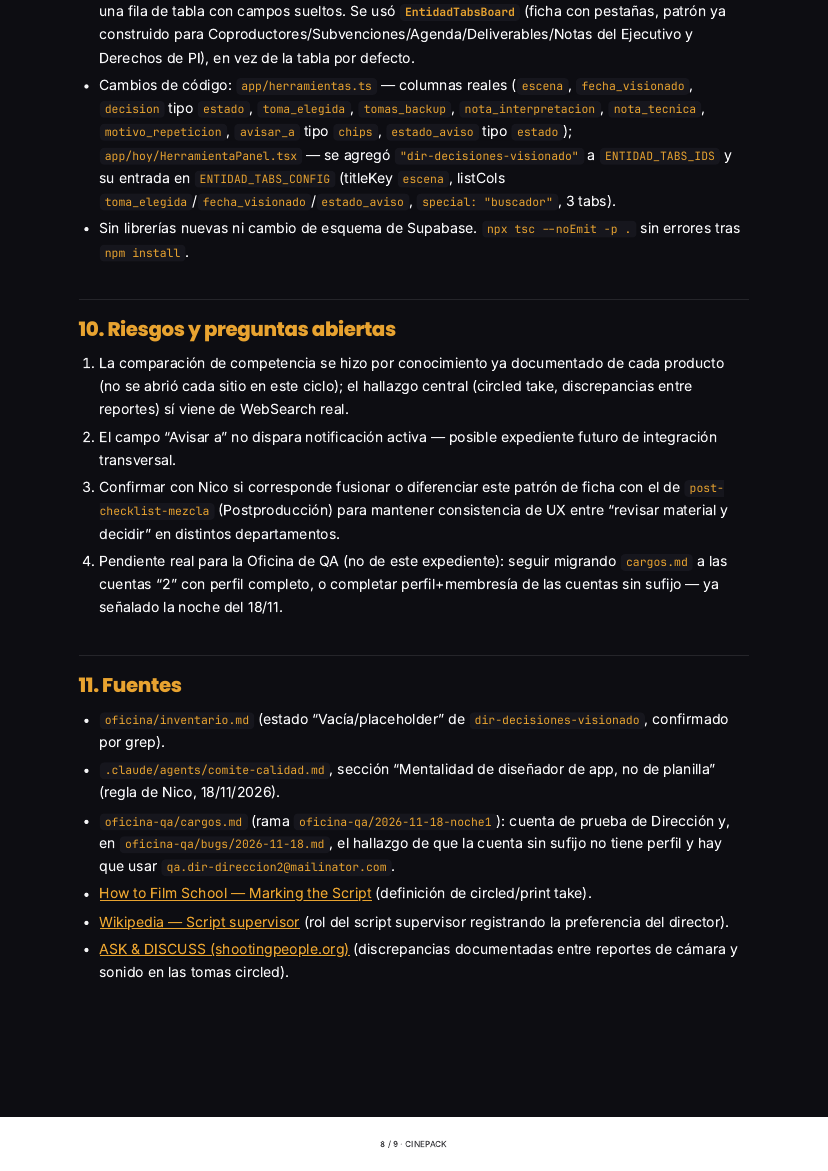 una fila de tabla con campos sueltos. Se usó EntidadTabsBoard (ficha con pestañas, patrón ya
construido para Coproductores/Subvenciones/Agenda/Deliverables/Notas del Ejecutivo y
Derechos de PI), en vez de la tabla por defecto.
• Cambios de código: app/herramientas.ts — columnas reales ( escena , fecha_visionado ,
decision tipo estado , toma_elegida , tomas_backup , nota_interpretacion , nota_tecnica ,
motivo_repeticion , avisar_a tipo chips , estado_aviso tipo estado );
app/hoy/HerramientaPanel.tsx — se agregó "dir-decisiones-visionado" a ENTIDAD_TABS_IDS y
su entrada en ENTIDAD_TABS_CONFIG (titleKey escena , listCols
toma_elegida / fecha_visionado / estado_aviso , special: "buscador" , 3 tabs).
• Sin librerías nuevas ni cambio de esquema de Supabase. npx tsc --noEmit -p . sin errores tras
npm install .
10. Riesgos y preguntas abiertas
1. La comparación de competencia se hizo por conocimiento ya documentado de cada producto
(no se abrió cada sitio en este ciclo); el hallazgo central (circled take, discrepancias entre
reportes) sí viene de WebSearch real.
2. El campo “Avisar a” no dispara notificación activa — posible expediente futuro de integración
transversal.
3. Confirmar con Nico si corresponde fusionar o diferenciar este patrón de ficha con el de post-
checklist-mezcla (Postproducción) para mantener consistencia de UX entre “revisar material y
decidir” en distintos departamentos.
4. Pendiente real para la Oficina de QA (no de este expediente): seguir migrando cargos.md a las
cuentas “2” con perfil completo, o completar perfil+membresía de las cuentas sin sufijo — ya
señalado la noche del 18/11.
11. Fuentes
• oficina/inventario.md (estado “Vacía/placeholder” de dir-decisiones-visionado , confirmado
por grep).
• .claude/agents/comite-calidad.md , sección “Mentalidad de diseñador de app, no de planilla”
(regla de Nico, 18/11/2026).
• oficina-qa/cargos.md (rama oficina-qa/2026-11-18-noche1 ): cuenta de prueba de Dirección y,
en oficina-qa/bugs/2026-11-18.md , el hallazgo de que la cuenta sin sufijo no tiene perfil y hay
que usar qa.dir-direccion2@mailinator.com .
• How to Film School — Marking the Script (definición de circled/print take).
• Wikipedia — Script supervisor (rol del script supervisor registrando la preferencia del director).
• ASK & DISCUSS (shootingpeople.org) (discrepancias documentadas entre reportes de cámara y
sonido en las tomas circled).
8 / 9 · CINEPACK